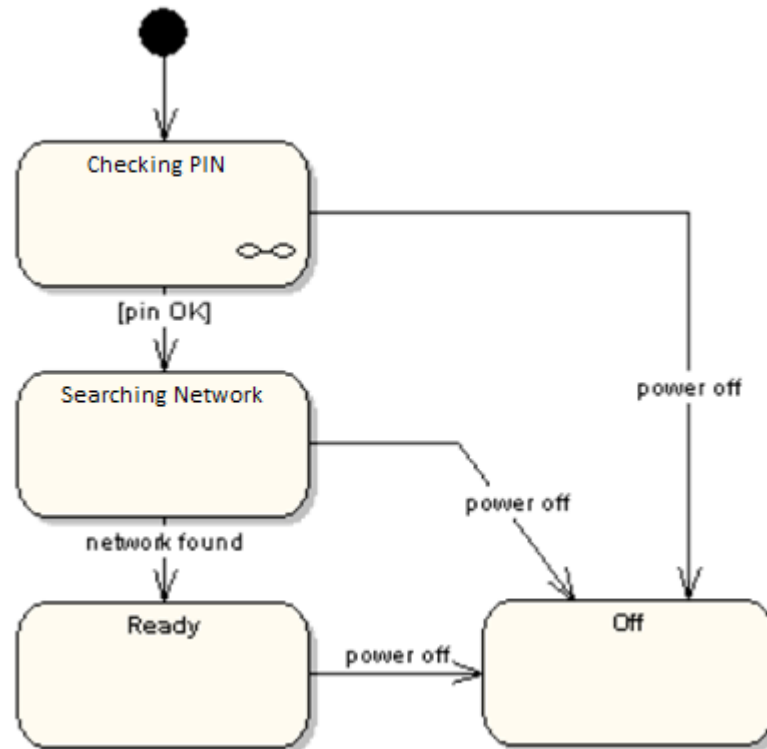 Checking PIN
[pin OK]
power off
Searching Network
power off
network found
Ready
power off
Off